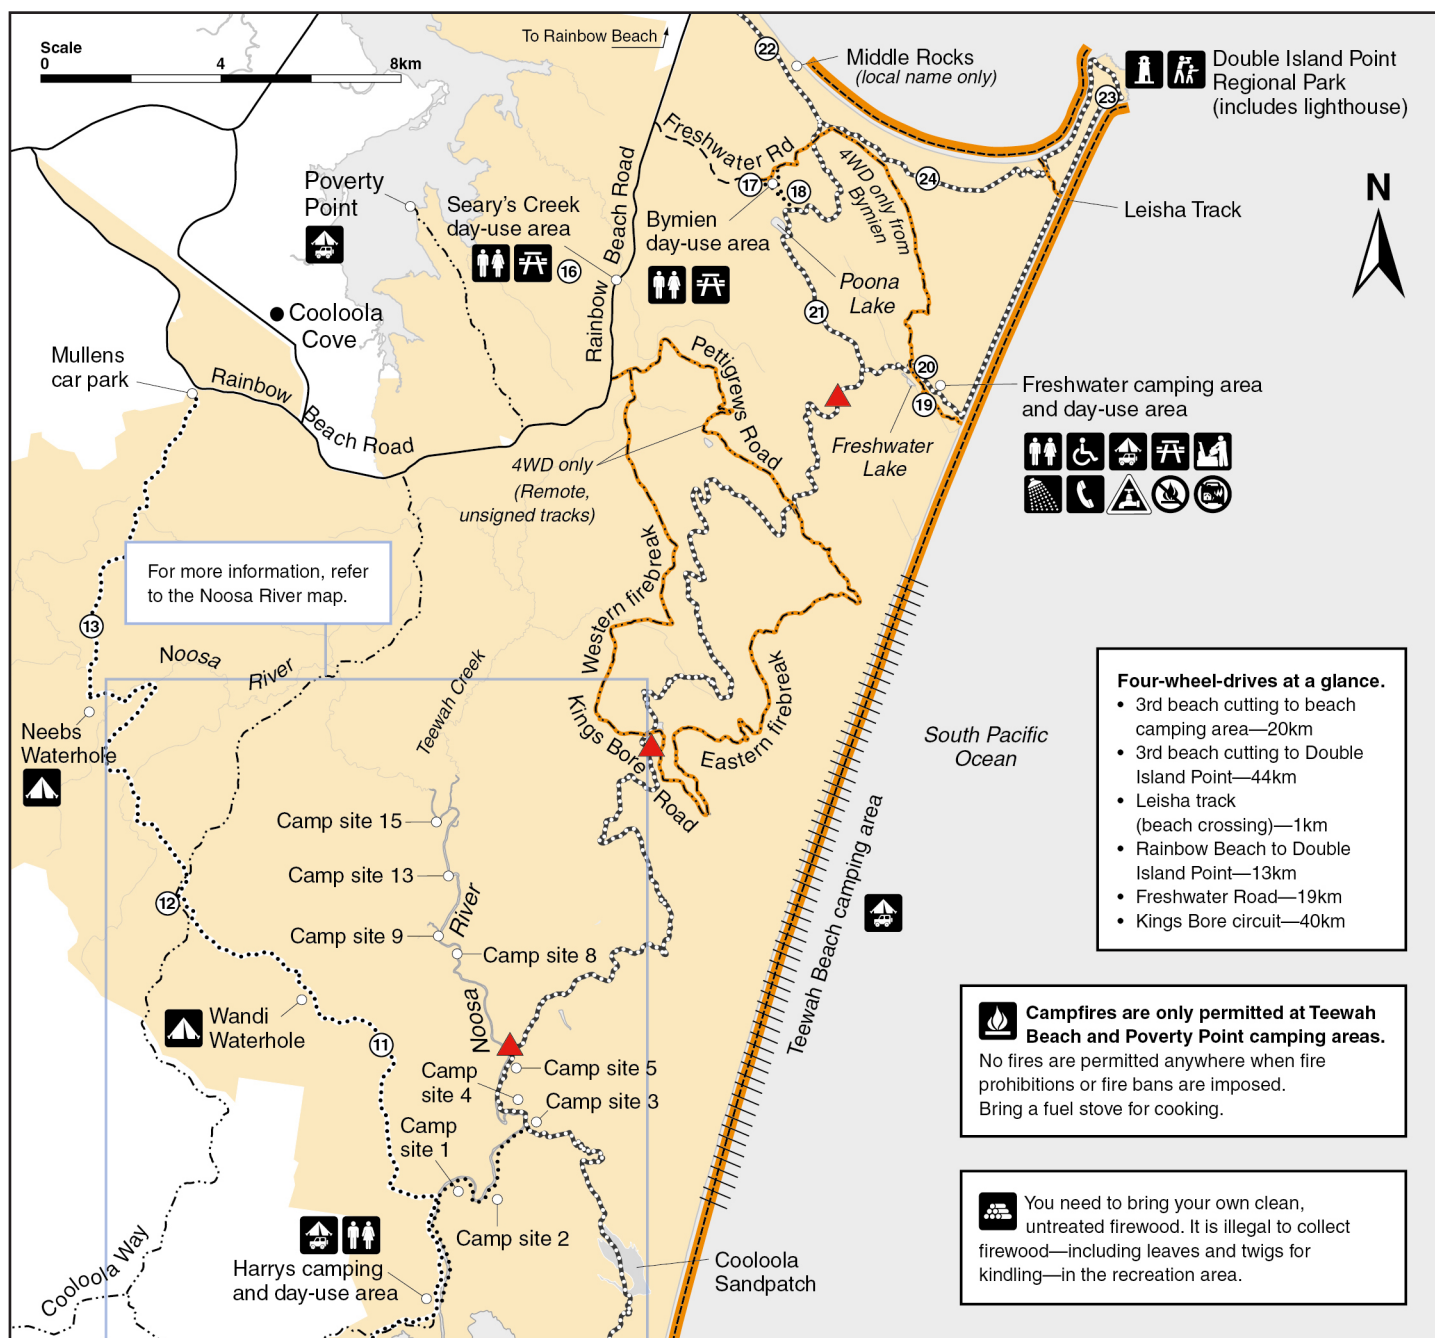 Scale
0 4 8km
To Rainbow Beach
22
Middle Rocks
(local name only)
23
Double Island Point
Regional Park
(includes lighthouse)
N
Freshwater Rd
17
18
4WD only from
Bymien
24
Leisha Track
Poverty
Point
Seary's Creek
day-use area
16
Rainbow Beach Road
Bymien
day-use area
Poona
Lake
21
Cooloola
Cove
Mullens
car park
Rainbow
Beach Road
Pettigrews Road
20
19
Freshwater camping area
and day-use area
Freshwater
Lake
4WD only
(Remote,
unsigned tracks)
For more information, refer
to the Noosa River map.
Western firebreak
13
Noosa River
Teewah Creek
Neebs
Waterhole
Kings Bore
Road
Eastern firebreak
South Pacific
Ocean
Four-wheel-drives at a glance.
• 3rd beach cutting to beach
camping area—20km
• 3rd beach cutting to Double
Island Point—44km
• Leisha track
(beach crossing)—1km
• Rainbow Beach to Double
Island Point—13km
• Freshwater Road—19km
• Kings Bore circuit—40km
Camp site 15
Camp site 13
12
Camp site 9
Camp site 8
Noosa River
Teewah Beach camping area
Wandi
Waterhole
11
Campfires are only permitted at Teewah
Beach and Poverty Point camping areas.
No fires are permitted anywhere when fire
prohibitions or fire bans are imposed.
Bring a fuel stove for cooking.
Camp site 5
Camp
site 4
Camp site 3
Camp
site 1
Camp site 2
You need to bring your own clean,
untreated firewood. It is illegal to collect
firewood—including leaves and twigs for
kindling—in the recreation area.
Cooloola Way
Harrys camping
and day-use area
Cooloola
Sandpatch